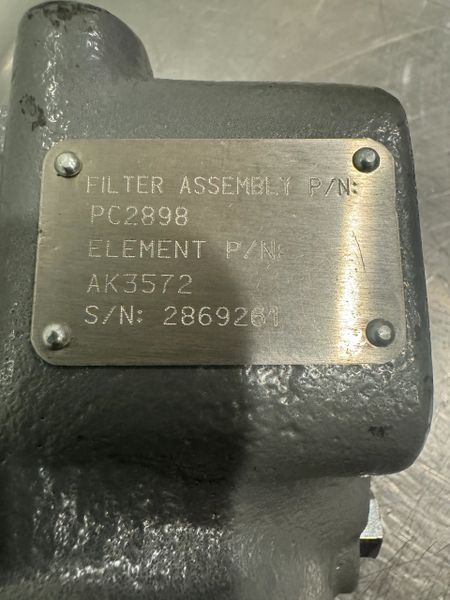 FILTER ASSEMBLY P/N:
PC2898
ELEMENT P/N:
AK3572
S/N: 2869261